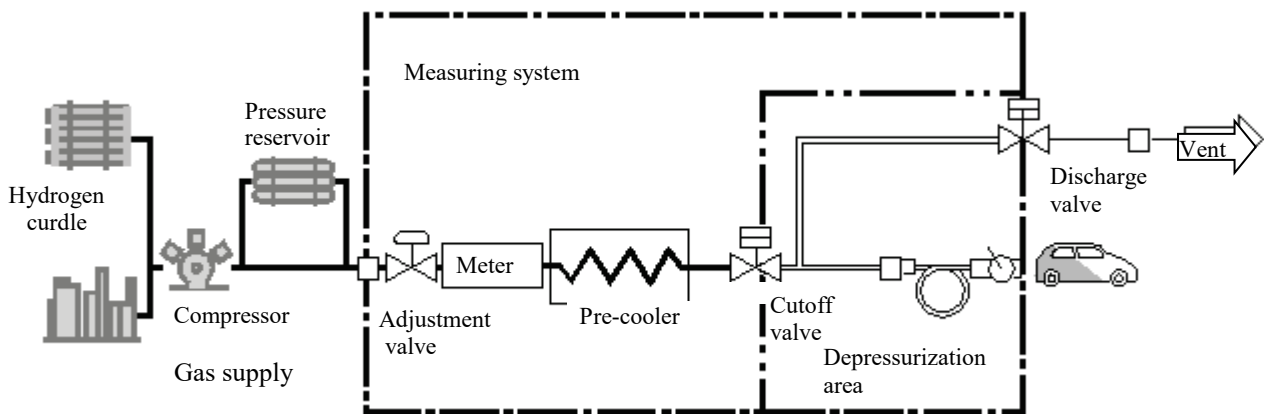 Measuring system
Pressure
reservoir
Hydrogen
curdle
Vent
Discharge
valve
Meter
Compressor
Adjustment
valve
Pre-cooler
Cutoff
valve
Depressurization
area
Gas supply